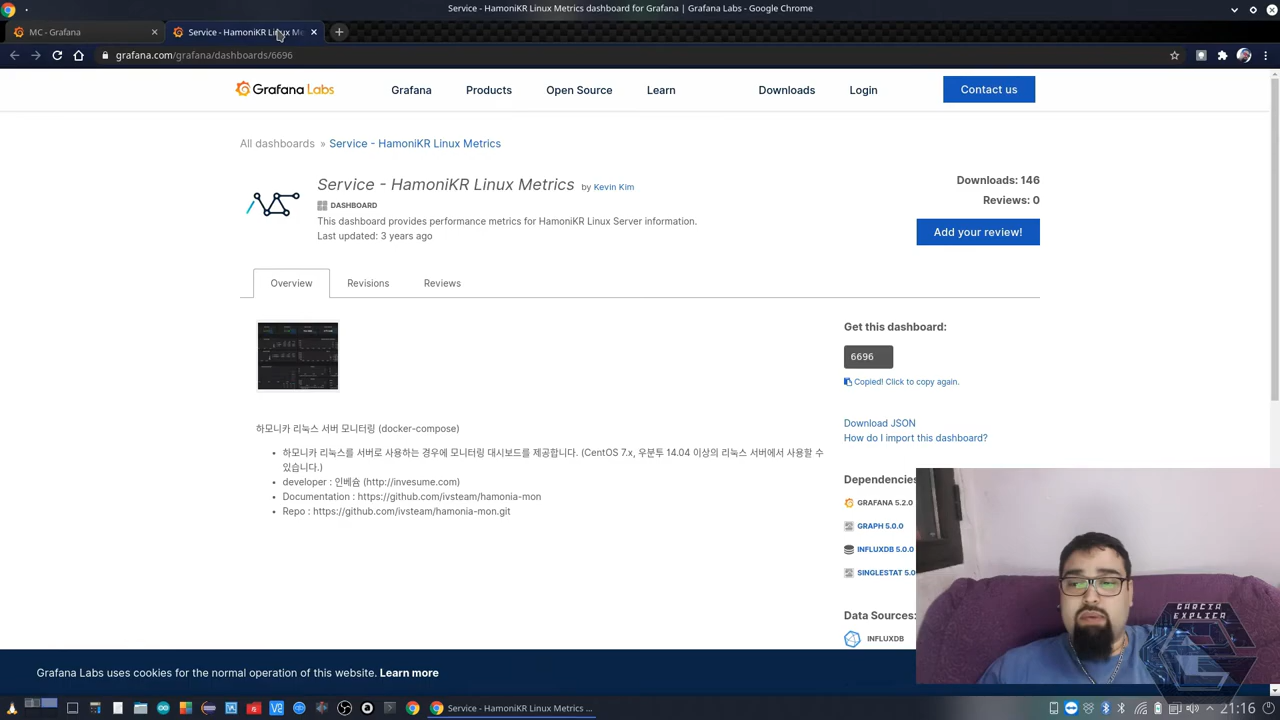 Service - HamoniKR Linux Metrics dashboard for Grafana | Grafana Labs - Google Chrome
MC - Grafana
Service - HamoniKR Linux Me
grafana.com/grafana/dashboards/6696
Grafana Labs
Grafana
Products
Open Source
Learn
Downloads
Login
Contact us
All dashboards » Service - HamoniKR Linux Metrics
Service - HamoniKR Linux Metrics by Kevin Kim
DASHBOARD
This dashboard provides performance metrics for HamoniKR Linux Server information.
Last updated: 3 years ago
Downloads: 146
Reviews: 0
Add your review!
Overview
Revisions
Reviews
Get this dashboard:
6696
Copied! Click to copy again.
Download JSON
How do I import this dashboard?
하모니카 리눅스 서버 모니터링 (docker-compose)
• 하모니카 리눅스를 서버로 사용하는 경우에 모니터링 대시보드를 제공합니다. (CentOS 7.x, 우분투 14.04 이상의 리눅스 서버에서 사용할 수
있습니다.)
• developer : 인베슘 (http://invesume.com)
• Documentation : https://github.com/ivsteam/hamonia-mon
• Repo : https://github.com/ivsteam/hamonia-mon.git
Dependencies
GRAFANA 5.2.0
GRAPH 5.0.0
INFLUXDB 5.0.0
SINGLESTAT 5.0
Data Sources:
INFLUXDB
GARCIA
EXPLICA
Grafana Labs uses cookies for the normal operation of this website. Learn more
Service - HamoniKR Linux Metrics ...
21:16